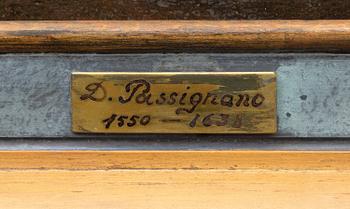 D. Passignano
1550 — 1638